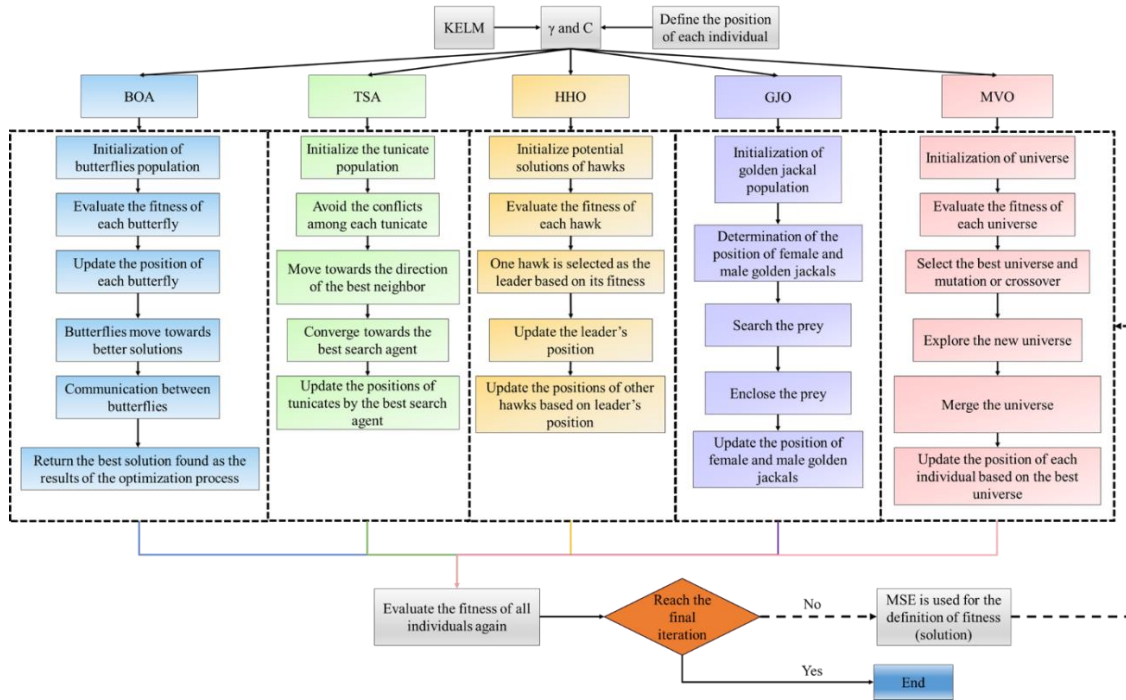 KELM
γ and C
Define the position
of each individual
BOA
TSA
HHO
GJO
MVO
Initialization of
butterflies population
Evaluate the fitness of
each butterfly
Update the position of
each butterfly
Butterflies move towards
better solutions
Communication between
butterflies
Return the best solution found as the
results of the optimization process
Initialize the tunicate
population
Avoid the conflicts
among each tunicate
Move towards the direction
of the best neighbor
Converge towards the
best search agent
Update the positions of
tunicates by the best search
agent
Initialize potential
solutions of hawks
Evaluate the fitness of
each hawk
One hawk is selected as the
leader based on its fitness
Update the leader's
position
Update the positions of other
hawks based on leader's
position
Initialization of
golden jackal
population
Determination of the
position of female and
male golden jackals
Search the prey
Enclose the prey
Update the position of
female and male golden
jackals
Initialization of universe
Evaluate the fitness of
each universe
Select the best universe and
mutation or crossover
Explore the new universe
Merge the universe
Update the position of each
individual based on the best
universe
Evaluate the fitness of all
individuals again
Reach the
final
iteration
No
MSE is used for the
definition of fitness
(solution)
Yes
End